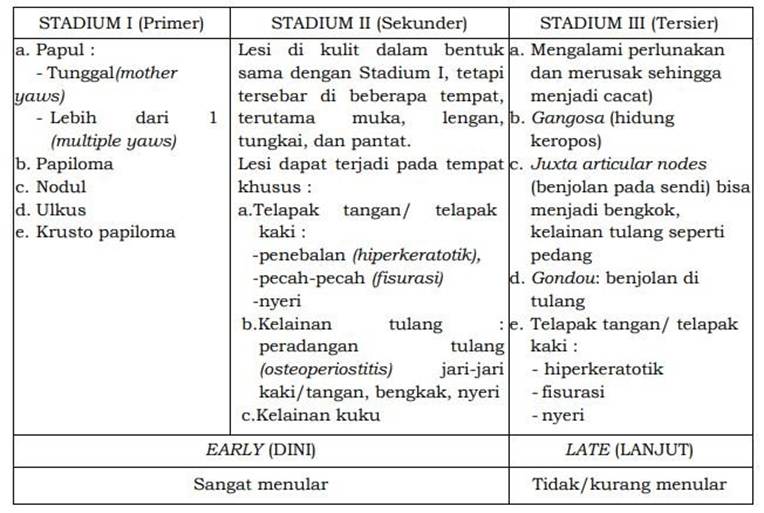 STADIUM I (Primer)
a. Papul :
- Tunggal(mother
yaws)
- Lebih dari 1
(multiple yaws)
b. Papiloma
c. Nodul
d. Ulkus
e. Krusto papiloma
STADIUM II (Sekunder)
Lesi di kulit dalam bentuk
sama dengan Stadium I, tetapi
tersebar di beberapa tempat,
terutama muka, lengan,
tungkai, dan pantat.
Lesi dapat terjadi pada tempat
khusus :
a.Telapak tangan/ telapak
kaki :
-penebalan (hiperkeratotik),
-pecah-pecah (fisurasi)
-nyeri
b.Kelainan tulang :
peradangan tulang
(osteoperiostitis) jari-jari
kaki/tangan, bengkak, nyeri
c.Kelainan kuku
STADIUM III (Tersier)
a. Mengalami perlunakan
dan merusak sehingga
menjadi cacat)
b. Gangosa (hidung
keropos)
c. Juxta articular nodes
(benjolan pada sendi) bisa
menjadi bengkok,
kelainan tulang seperti
pedang
d. Gondou: benjolan di
tulang
e. Telapak tangan/ telapak
kaki :
- hiperkeratotik
- fisurasi
- nyeri
EARLY (DINI)
LATE (LANJUT)
Sangat menular
Tidak/kurang menular